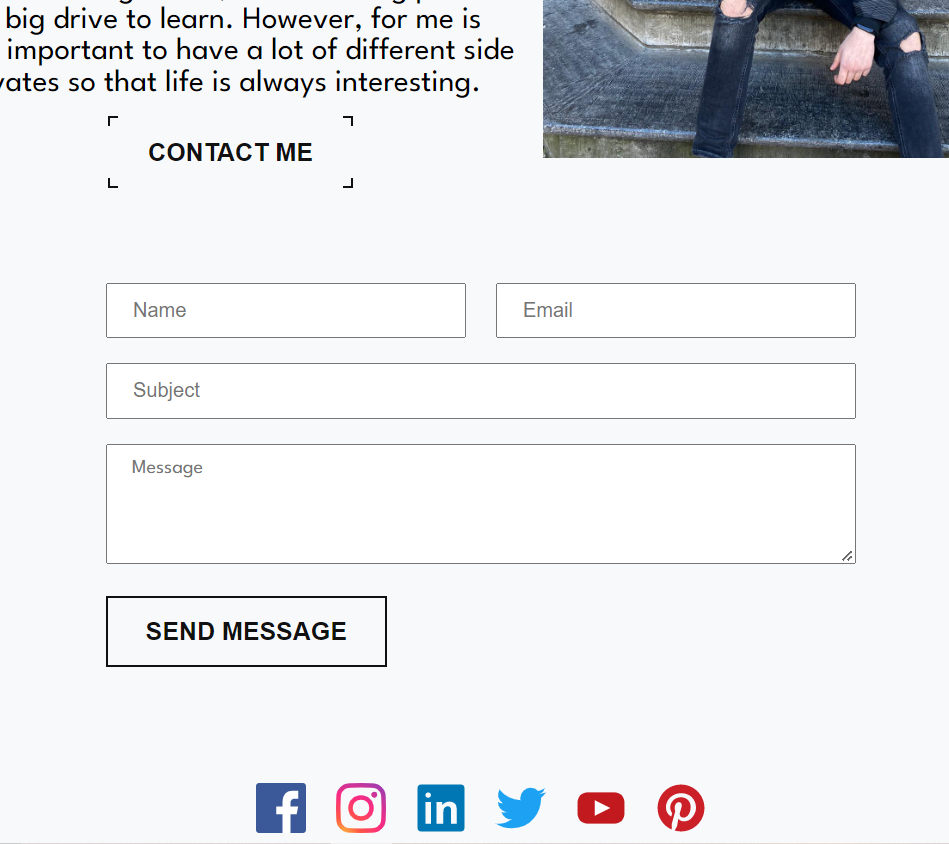 big drive to learn. However, for me is
important to have a lot of different side
so that life is always interesting.
CONTACT ME
Name
Email
Subject
Message
SEND MESSAGE